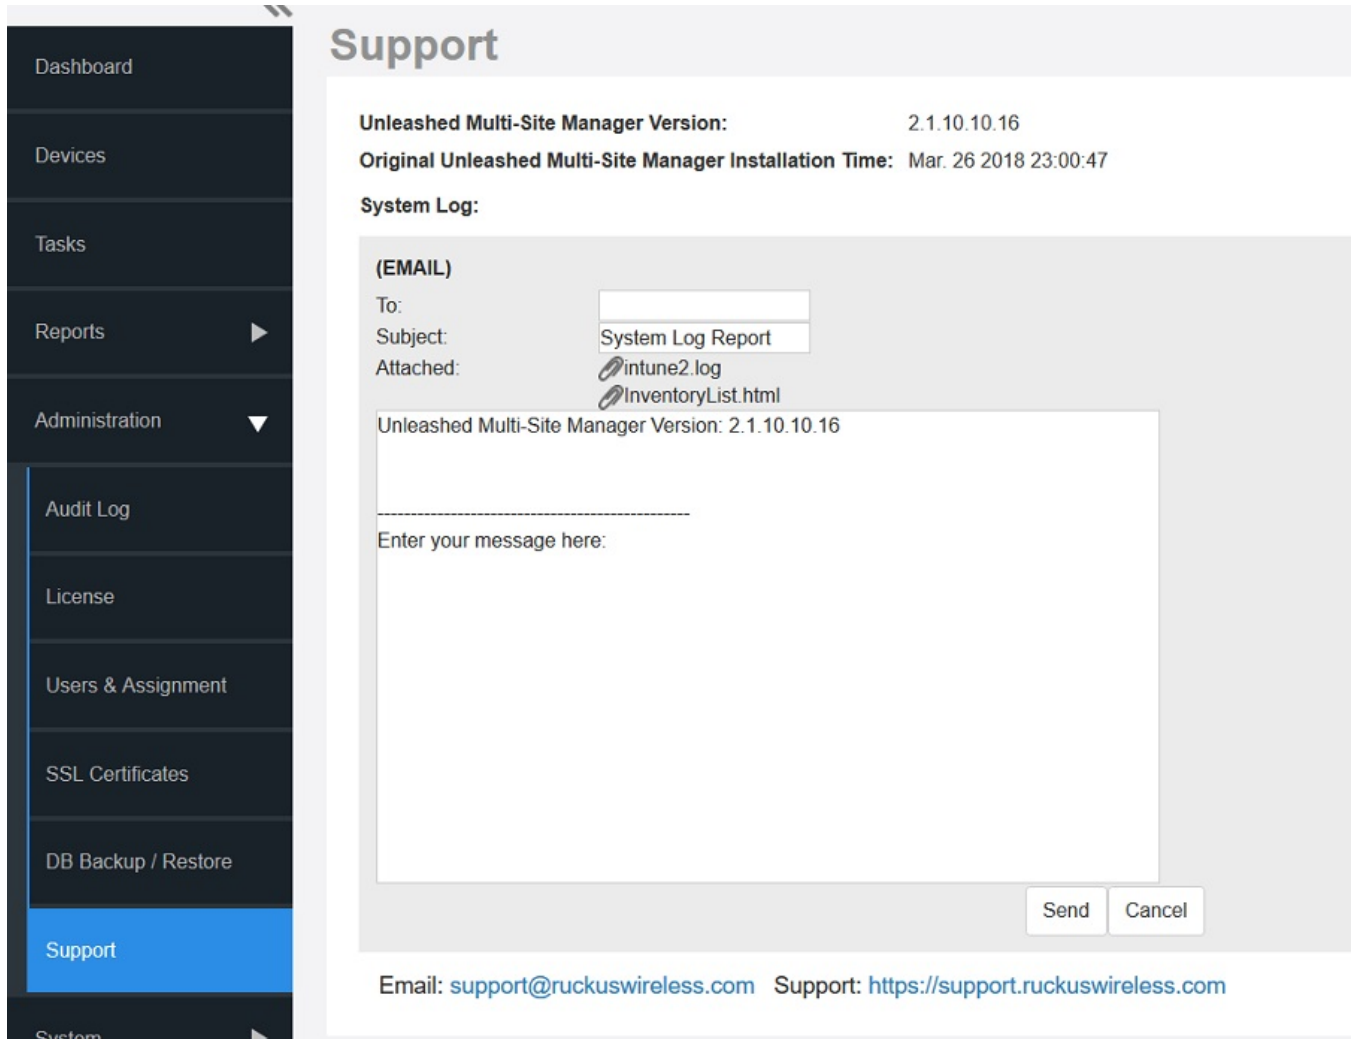 Dashboard
Devices
Tasks
Reports
Administration
Audit Log
License
Users & Assignment
SSL Certificates
DB Backup / Restore
Support
System
Support
Unleashed Multi-Site Manager Version: 2.1.10.10.16
Original Unleashed Multi-Site Manager Installation Time: Mar. 26 2018 23:00:47
System Log:
(EMAIL)
To:
Subject: System Log Report
Attached: intune2.log
InventoryList.html
Unleashed Multi-Site Manager Version: 2.1.10.10.16
------------------------------------------------
Enter your message here:
Send Cancel
Email: support@ruckuswireless.com Support: https://support.ruckuswireless.com